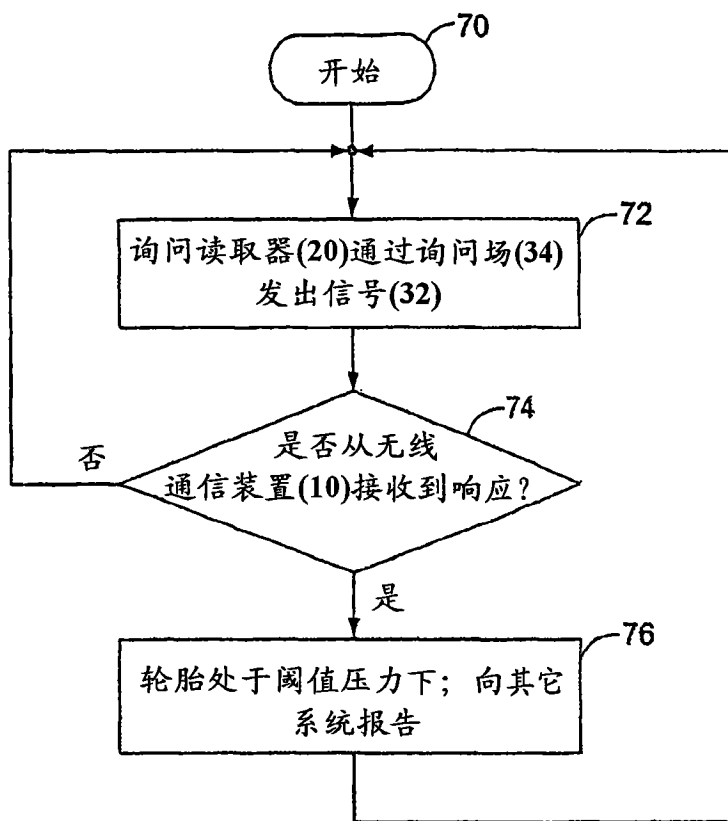 70
开始
72
询问读取器(20)通过询问场(34)
发出信号(32)
74
是否从无线
通信装置(10)接收到响应?
否
是
76
轮胎处于阈值压力下；向其它
系统报告